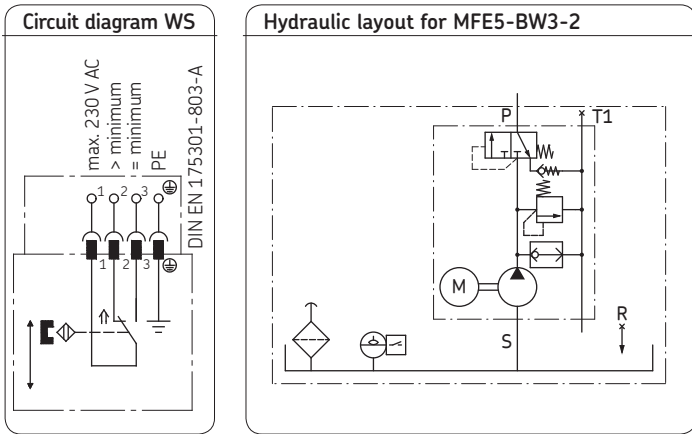 Circuit diagram WS
max. 230 V AC
> minimum
= minimum
PE
DIN EN 175301-803-A
1
2
3
1
2
3
Hydraulic layout for MFE5-BW3-2
P
T1
M
S
R